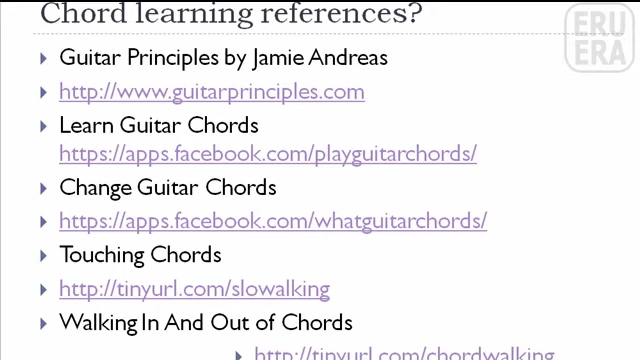 Chord learning references?
ERU
ERA
Guitar Principles by Jamie Andreas
http://www.guitarprinciples.com
Learn Guitar Chords
https://apps.facebook.com/playguitarchords/
Change Guitar Chords
https://apps.facebook.com/whatguitarchords/
Touching Chords
http://tinyurl.com/slowalking
Walking In And Out of Chords
http://tinyurl.com/chordwalking